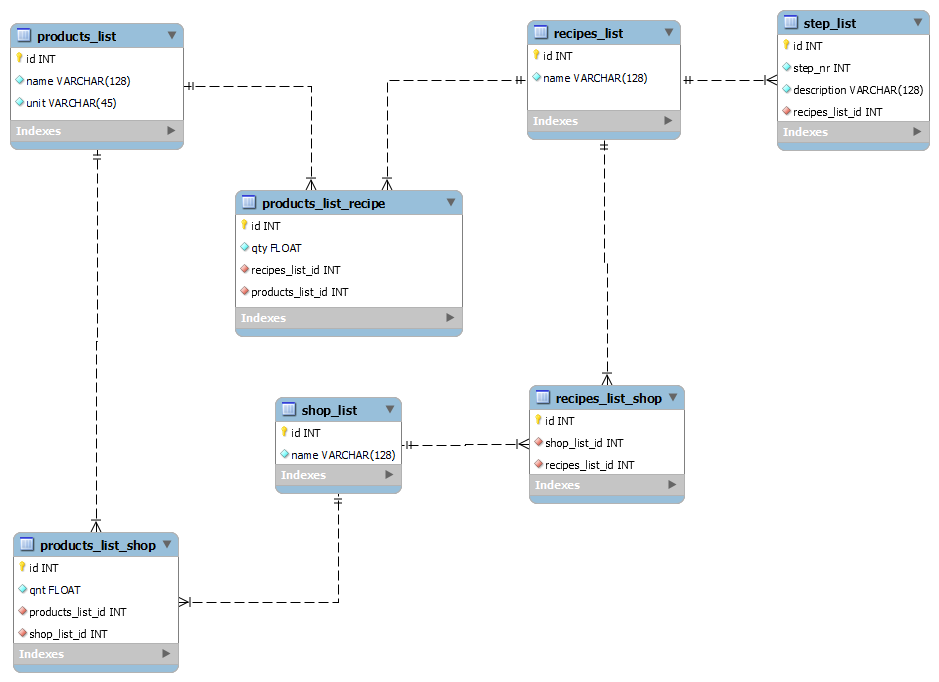 products_list
id INT
name VARCHAR(128)
unit VARCHAR(45)
Indexes
recipes_list
id INT
name VARCHAR(128)
Indexes
step_list
id INT
step_nr INT
description VARCHAR(128)
recipes_list_id INT
Indexes
products_list_recipe
id INT
qty FLOAT
recipes_list_id INT
products_list_id INT
Indexes
shop_list
id INT
name VARCHAR(128)
Indexes
recipes_list_shop
id INT
shop_list_id INT
recipes_list_id INT
Indexes
products_list_shop
id INT
qnt FLOAT
products_list_id INT
shop_list_id INT
Indexes